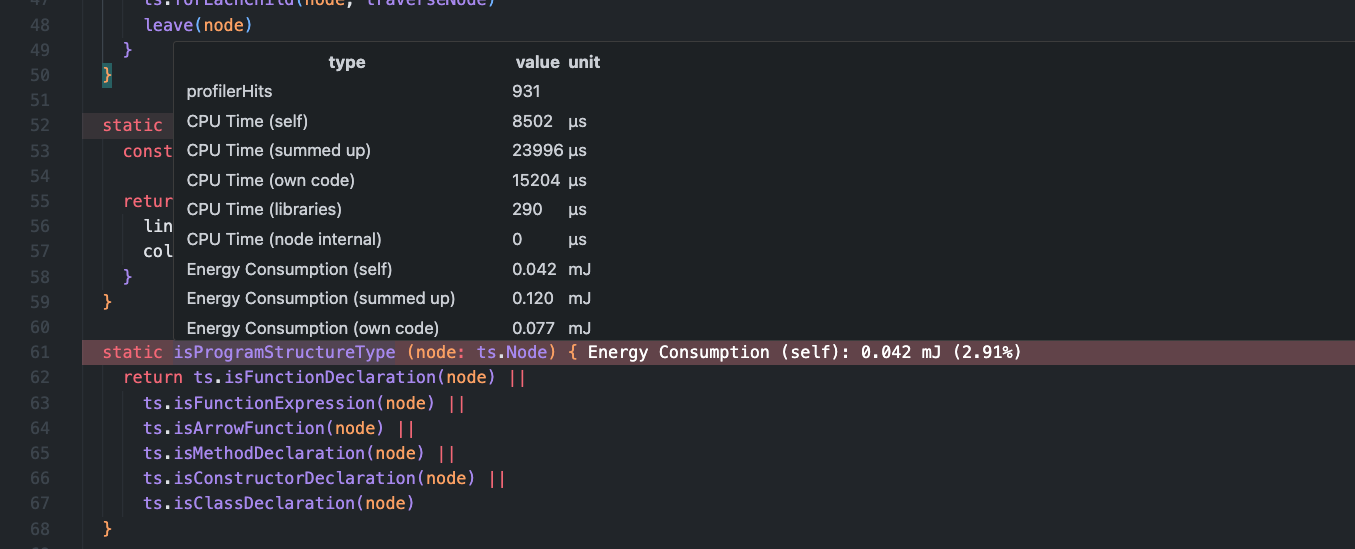 47 ts.forEachChild(node, traverseNode)
48 leave(node)
49 }
50 }
51
52 static
53 const
54
55 retur
56 lin
57 col
58 }
59 }
60
type value unit
profilerHits 931
CPU Time (self) 8502 µs
CPU Time (summed up) 23996 µs
CPU Time (own code) 15204 µs
CPU Time (libraries) 290 µs
CPU Time (node internal) 0 µs
Energy Consumption (self) 0.042 mJ
Energy Consumption (summed up) 0.120 mJ
Energy Consumption (own code) 0.077 mJ
61 static isProgramStructureType (node: ts.Node) { Energy Consumption (self): 0.042 mJ (2.91%)
62 return ts.isFunctionDeclaration(node) ||
63 ts.isFunctionExpression(node) ||
64 ts.isArrowFunction(node) ||
65 ts.isMethodDeclaration(node) ||
66 ts.isConstructorDeclaration(node) ||
67 ts.isClassDeclaration(node)
68 }